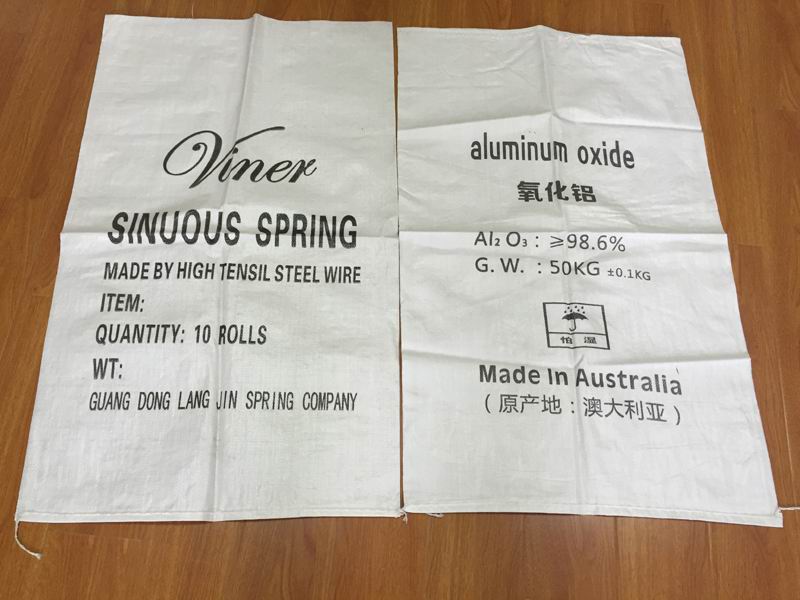 Viner
SINUOUS SPRING
MADE BY HIGH TENSIL STEEL WIRE
ITEM:
QUANTITY: 10 ROLLS
WT:
GUANG DONG LANG JIN SPRING COMPANY
aluminum oxide
氧化铝
Al₂ O₃ : ≥98.6%
G. W. : 50KG ±0.1KG
怕 湿
Made In Australia
( 原产地 : 澳大利亚 )